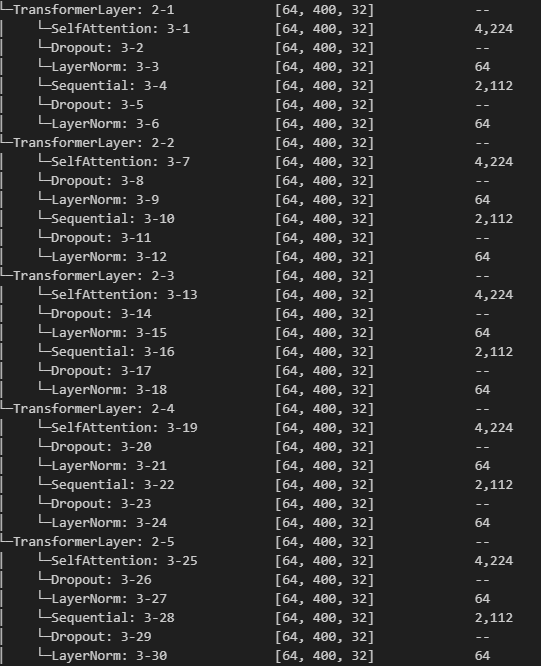 └─TransformerLayer: 2-1 [64, 400, 32] --
│ └─SelfAttention: 3-1 [64, 400, 32] 4,224
│ └─Dropout: 3-2 [64, 400, 32] --
│ └─LayerNorm: 3-3 [64, 400, 32] 64
│ └─Sequential: 3-4 [64, 400, 32] 2,112
│ └─Dropout: 3-5 [64, 400, 32] --
│ └─LayerNorm: 3-6 [64, 400, 32] 64
└─TransformerLayer: 2-2 [64, 400, 32] --
│ └─SelfAttention: 3-7 [64, 400, 32] 4,224
│ └─Dropout: 3-8 [64, 400, 32] --
│ └─LayerNorm: 3-9 [64, 400, 32] 64
│ └─Sequential: 3-10 [64, 400, 32] 2,112
│ └─Dropout: 3-11 [64, 400, 32] --
│ └─LayerNorm: 3-12 [64, 400, 32] 64
└─TransformerLayer: 2-3 [64, 400, 32] --
│ └─SelfAttention: 3-13 [64, 400, 32] 4,224
│ └─Dropout: 3-14 [64, 400, 32] --
│ └─LayerNorm: 3-15 [64, 400, 32] 64
│ └─Sequential: 3-16 [64, 400, 32] 2,112
│ └─Dropout: 3-17 [64, 400, 32] --
│ └─LayerNorm: 3-18 [64, 400, 32] 64
└─TransformerLayer: 2-4 [64, 400, 32] --
│ └─SelfAttention: 3-19 [64, 400, 32] 4,224
│ └─Dropout: 3-20 [64, 400, 32] --
│ └─LayerNorm: 3-21 [64, 400, 32] 64
│ └─Sequential: 3-22 [64, 400, 32] 2,112
│ └─Dropout: 3-23 [64, 400, 32] --
│ └─LayerNorm: 3-24 [64, 400, 32] 64
└─TransformerLayer: 2-5 [64, 400, 32] --
│ └─SelfAttention: 3-25 [64, 400, 32] 4,224
│ └─Dropout: 3-26 [64, 400, 32] --
│ └─LayerNorm: 3-27 [64, 400, 32] 64
│ └─Sequential: 3-28 [64, 400, 32] 2,112
│ └─Dropout: 3-29 [64, 400, 32] --
│ └─LayerNorm: 3-30 [64, 400, 32] 64